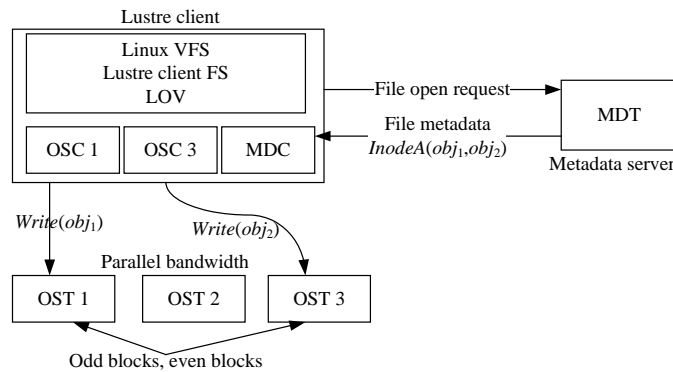 Lustre client
Linux VFS
Lustre client FS
LOV
OSC 1
OSC 3
MDC
File open request
File metadata
InodeA(obj₁,obj₂)
MDT
Metadata server
Write(obj₁)
Write(obj₂)
Parallel bandwidth
OST 1
OST 2
OST 3
Odd blocks, even blocks